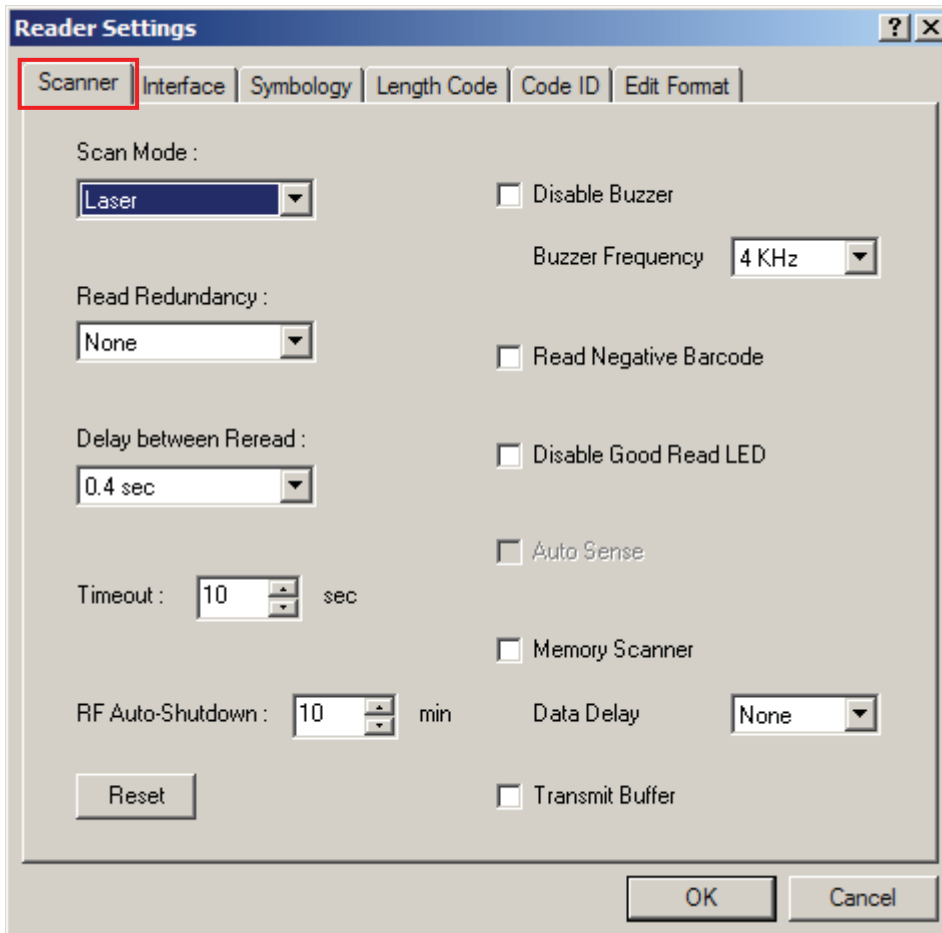 Reader Settings
Scanner Interface Symbology Length Code Code ID Edit Format
Scan Mode :
Laser
Disable Buzzer
Buzzer Frequency 4 KHz
Read Redundancy :
None
Read Negative Barcode
Delay between Reread :
0.4 sec
Disable Good Read LED
Auto Sense
Timeout : 10 sec
Memory Scanner
RF Auto-Shutdown : 10 min
Data Delay None
Reset
Transmit Buffer
OK Cancel